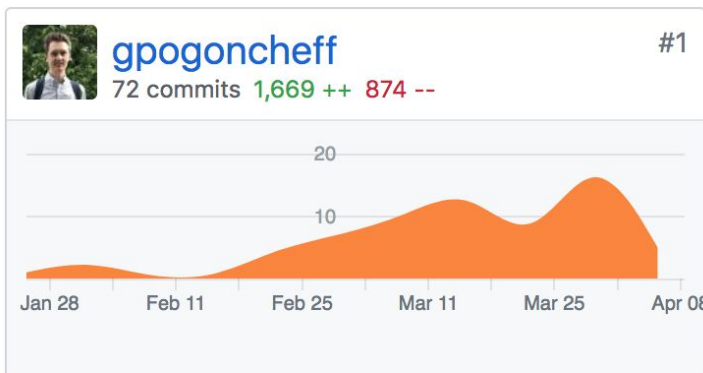 gpogoncheff #1
72 commits 1,669 ++ 874 --
20
10
Jan 28 Feb 11 Feb 25 Mar 11 Mar 25 Apr 08